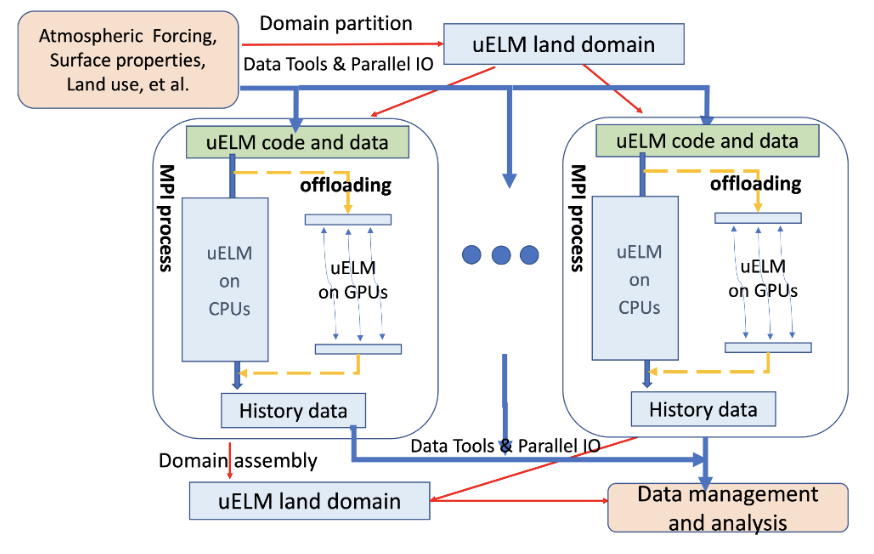 Atmospheric Forcing,
Surface properties,
Land use, et al.
Domain partition
uELM land domain
Data Tools & Parallel IO
uELM code and data
MPI process
offloading
uELM
on
CPUs
uELM
on GPUs
History data
uELM code and data
MPI process
offloading
uELM
on
CPUs
uELM
on GPUs
History data
Data Tools & Parallel IO
Domain assembly
uELM land domain
Data management
and analysis